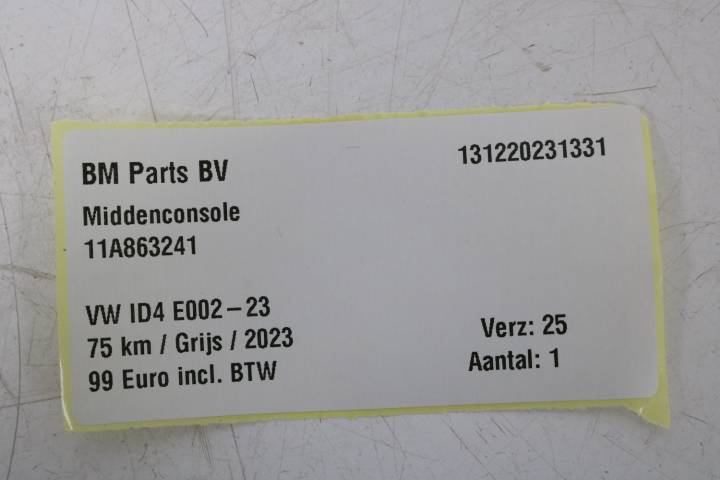 BM Parts BV
131220231331
Middenconsole
11A863241
VW ID4 E002-23
75 km / Grijs / 2023
Verz: 25
99 Euro incl. BTW
Aantal: 1